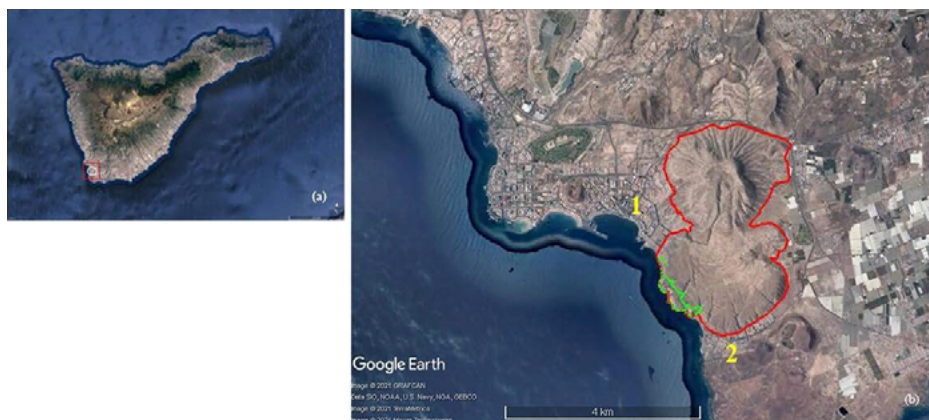 (a)
1
2
Google Earth
Image © 2021 GRAFCAN
Data SIO, NOAA, U.S. Navy, NGA, GEBCO
Image © 2021 TerraMetrics
4 km
(b)